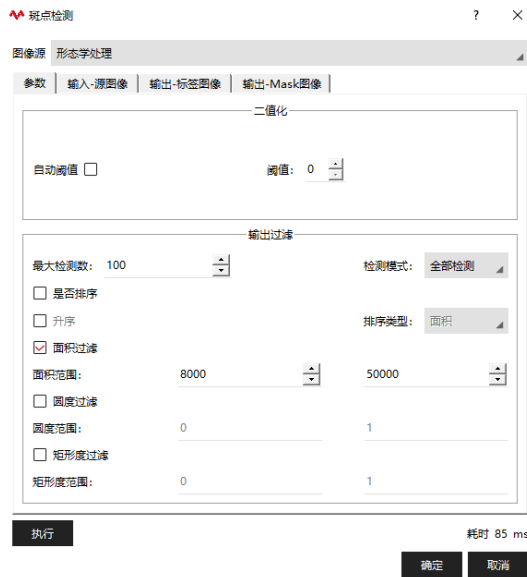 斑点检测 ? ×
图像源 形态学处理
参数 输入-源图像 输出-标签图像 输出-Mask图像
二值化
自动阈值 阈值: 0
输出过滤
最大检测数: 100 检测模式: 全部检测
是否排序
升序 排序类型: 面积
面积过滤
面积范围: 8000 50000
圆度过滤
圆度范围: 0 1
矩形度过滤
矩形度范围: 0 1
执行 耗时 85 ms
确定 取消